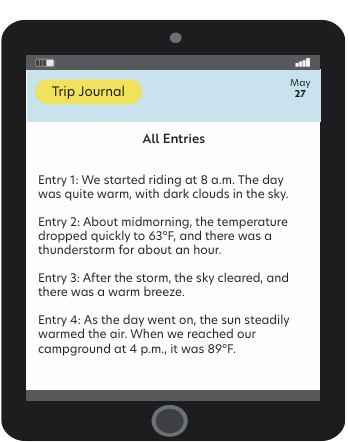 Trip Journal
May
27
All Entries
Entry 1: We started riding at 8 a.m. The day
was quite warm, with dark clouds in the sky.
Entry 2: About midmorning, the temperature
dropped quickly to 63°F, and there was a
thunderstorm for about an hour.
Entry 3: After the storm, the sky cleared, and
there was a warm breeze.
Entry 4: As the day went on, the sun steadily
warmed the air. When we reached our
campground at 4 p.m., it was 89°F.